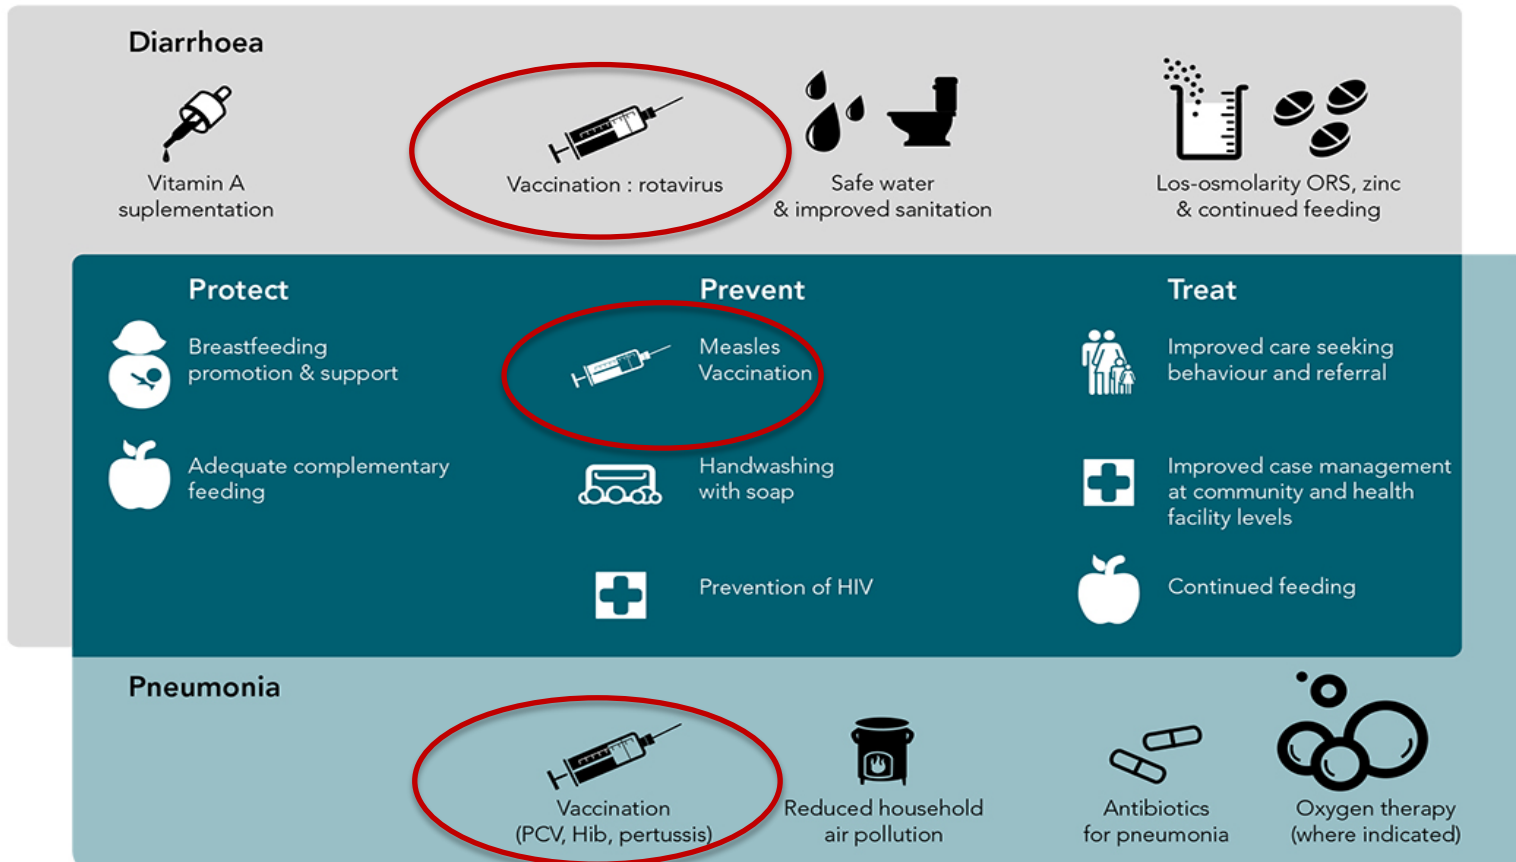 Diarrhoea
Vitamin A
suplementation
Vaccination : rotavirus
Safe water
& improved sanitation
Los-osmolarity ORS, zinc
& continued feeding
Protect
Breastfeeding
promotion & support
Adequate complementary
feeding
Prevent
Measles
Vaccination
Handwashing
with soap
Prevention of HIV
Treat
Improved care seeking
behaviour and referral
Improved case management
at community and health
facility levels
Continued feeding
Pneumonia
Vaccination
(PCV, Hib, pertussis)
Reduced household
air pollution
Antibiotics
for pneumonia
Oxygen therapy
(where indicated)